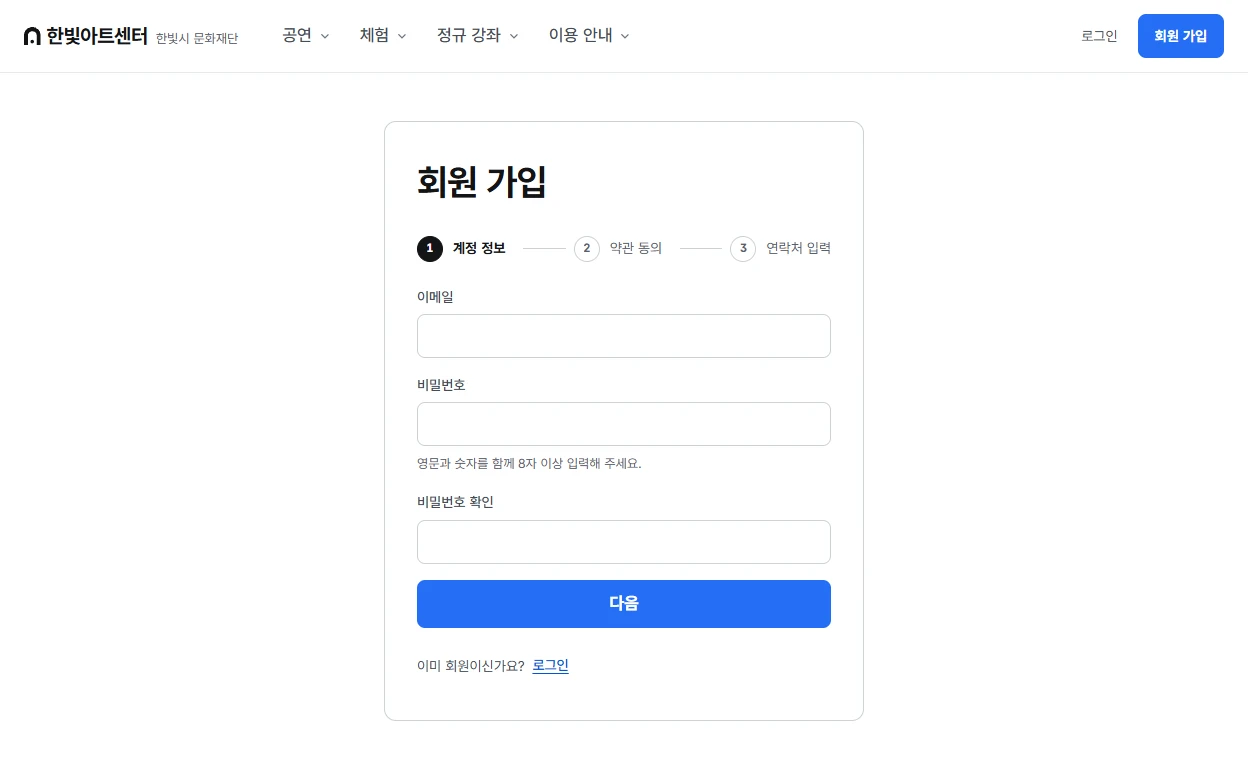 한빛아트센터 한빛시 문화재단 공연 체험 정규 강좌 이용 안내 로그인 회원 가입
회원 가입
1 계정 정보 2 약관 동의 3 연락처 입력
이메일
비밀번호
영문과 숫자를 함께 8자 이상 입력해 주세요.
비밀번호 확인
다음
이미 회원이신가요? 로그인